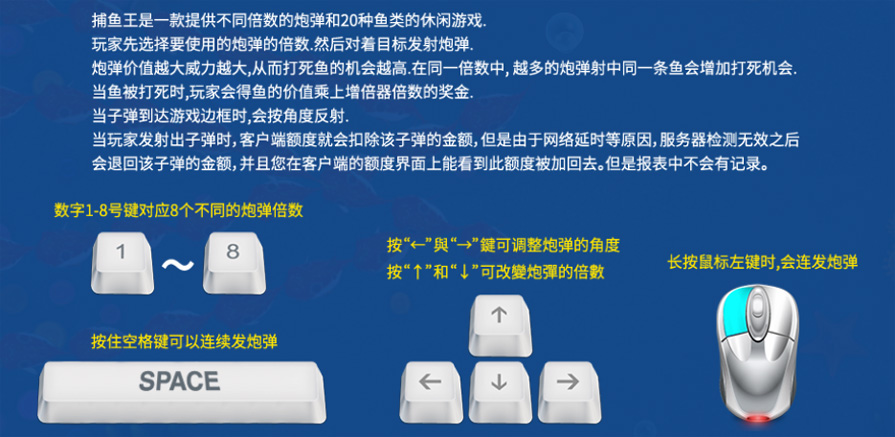 捕鱼王是一款提供不同倍数的炮弹和20种鱼类的休闲游戏.
玩家先选择要使用的炮弹的倍数.然后对着目标发射炮弹.
炮弹价值越大威力越大,从而打死鱼的机会越高.在同一倍数中, 越多的炮弹射中同一条鱼会增加打死机会.
当鱼被打死时,玩家会得鱼的价值乘上增倍器倍数的奖金.
当子弹到达游戏边框时,会按角度反射.
当玩家发射出子弹时，客户端额度就会扣除该子弹的金额，但是由于网络延时等原因，服务器检测无效之后
会退回该子弹的金额，并且您在客户端的额度界面上能看到此额度被加回去。但是报表中不会有记录。
数字1-8号键对应8个不同的炮弹倍数
1 ～ 8
按“←”與“→”鍵可调整炮弹的角度
按“↑”和“↓”可改變炮彈的倍數
长按鼠标左键时,会连发炮弹
↑
按住空格键可以连续发炮弹
SPACE
← ↓ →